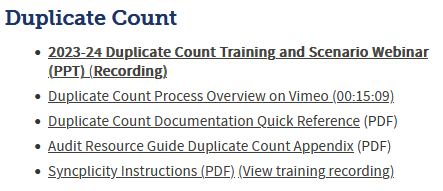 Duplicate Count
• 2023-24 Duplicate Count Training and Scenario Webinar
(PPT) (Recording)
• Duplicate Count Process Overview on Vimeo (00:15:09)
• Duplicate Count Documentation Quick Reference (PDF)
• Audit Resource Guide Duplicate Count Appendix (PDF)
• Syncplicity Instructions (PDF) (View training recording)